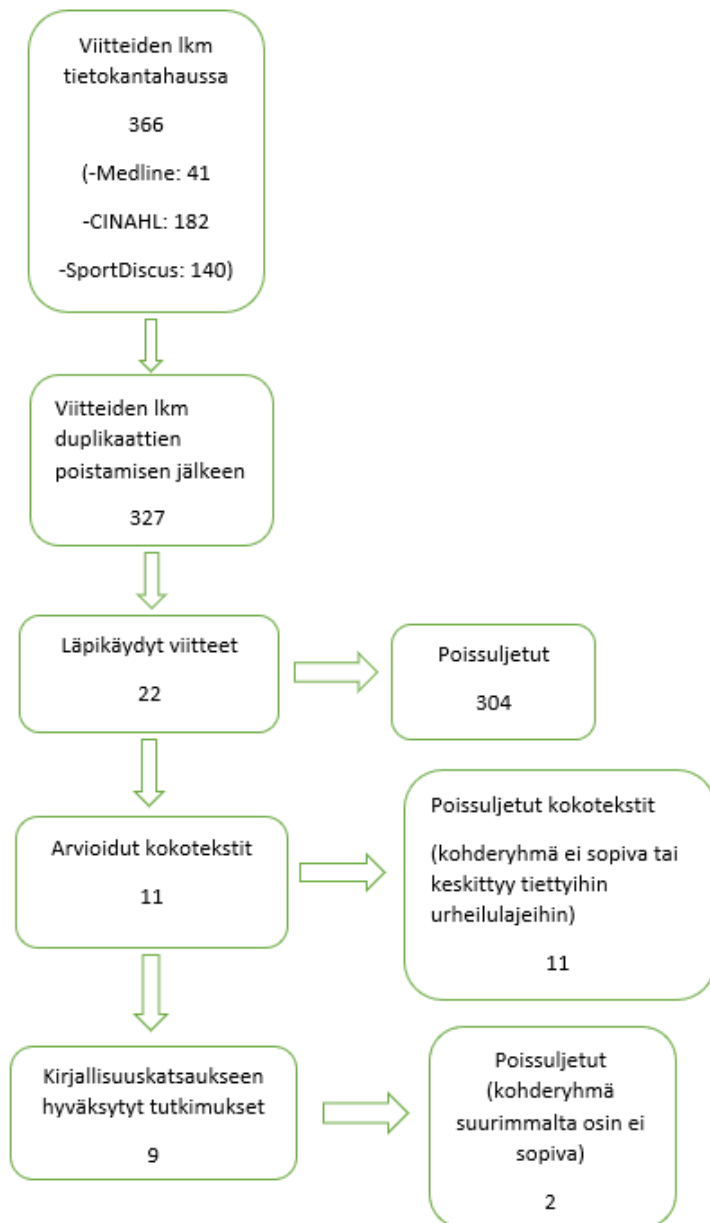 Viitteiden lkm
tietokantahaussa
366
(-Medline: 41
-CINAHL: 182
-SportDiscus: 140)
Viitteiden lkm
duplikaattien
poistamisen jälkeen
327
Läpikäydyt viitteet
22
Poissuljetut
304
Arvioidut kokotekstit
11
Poissuljetut kokotekstit
(kohderyhmä ei sopiva tai
keskittyy tiettyihin
urheilulajeihin)
11
Kirjallisuuskatsaukseen
hyväksytyt tutkimukset
9
Poissuljetut
(kohderyhmä
suurimmalta osin ei
sopiva)
2